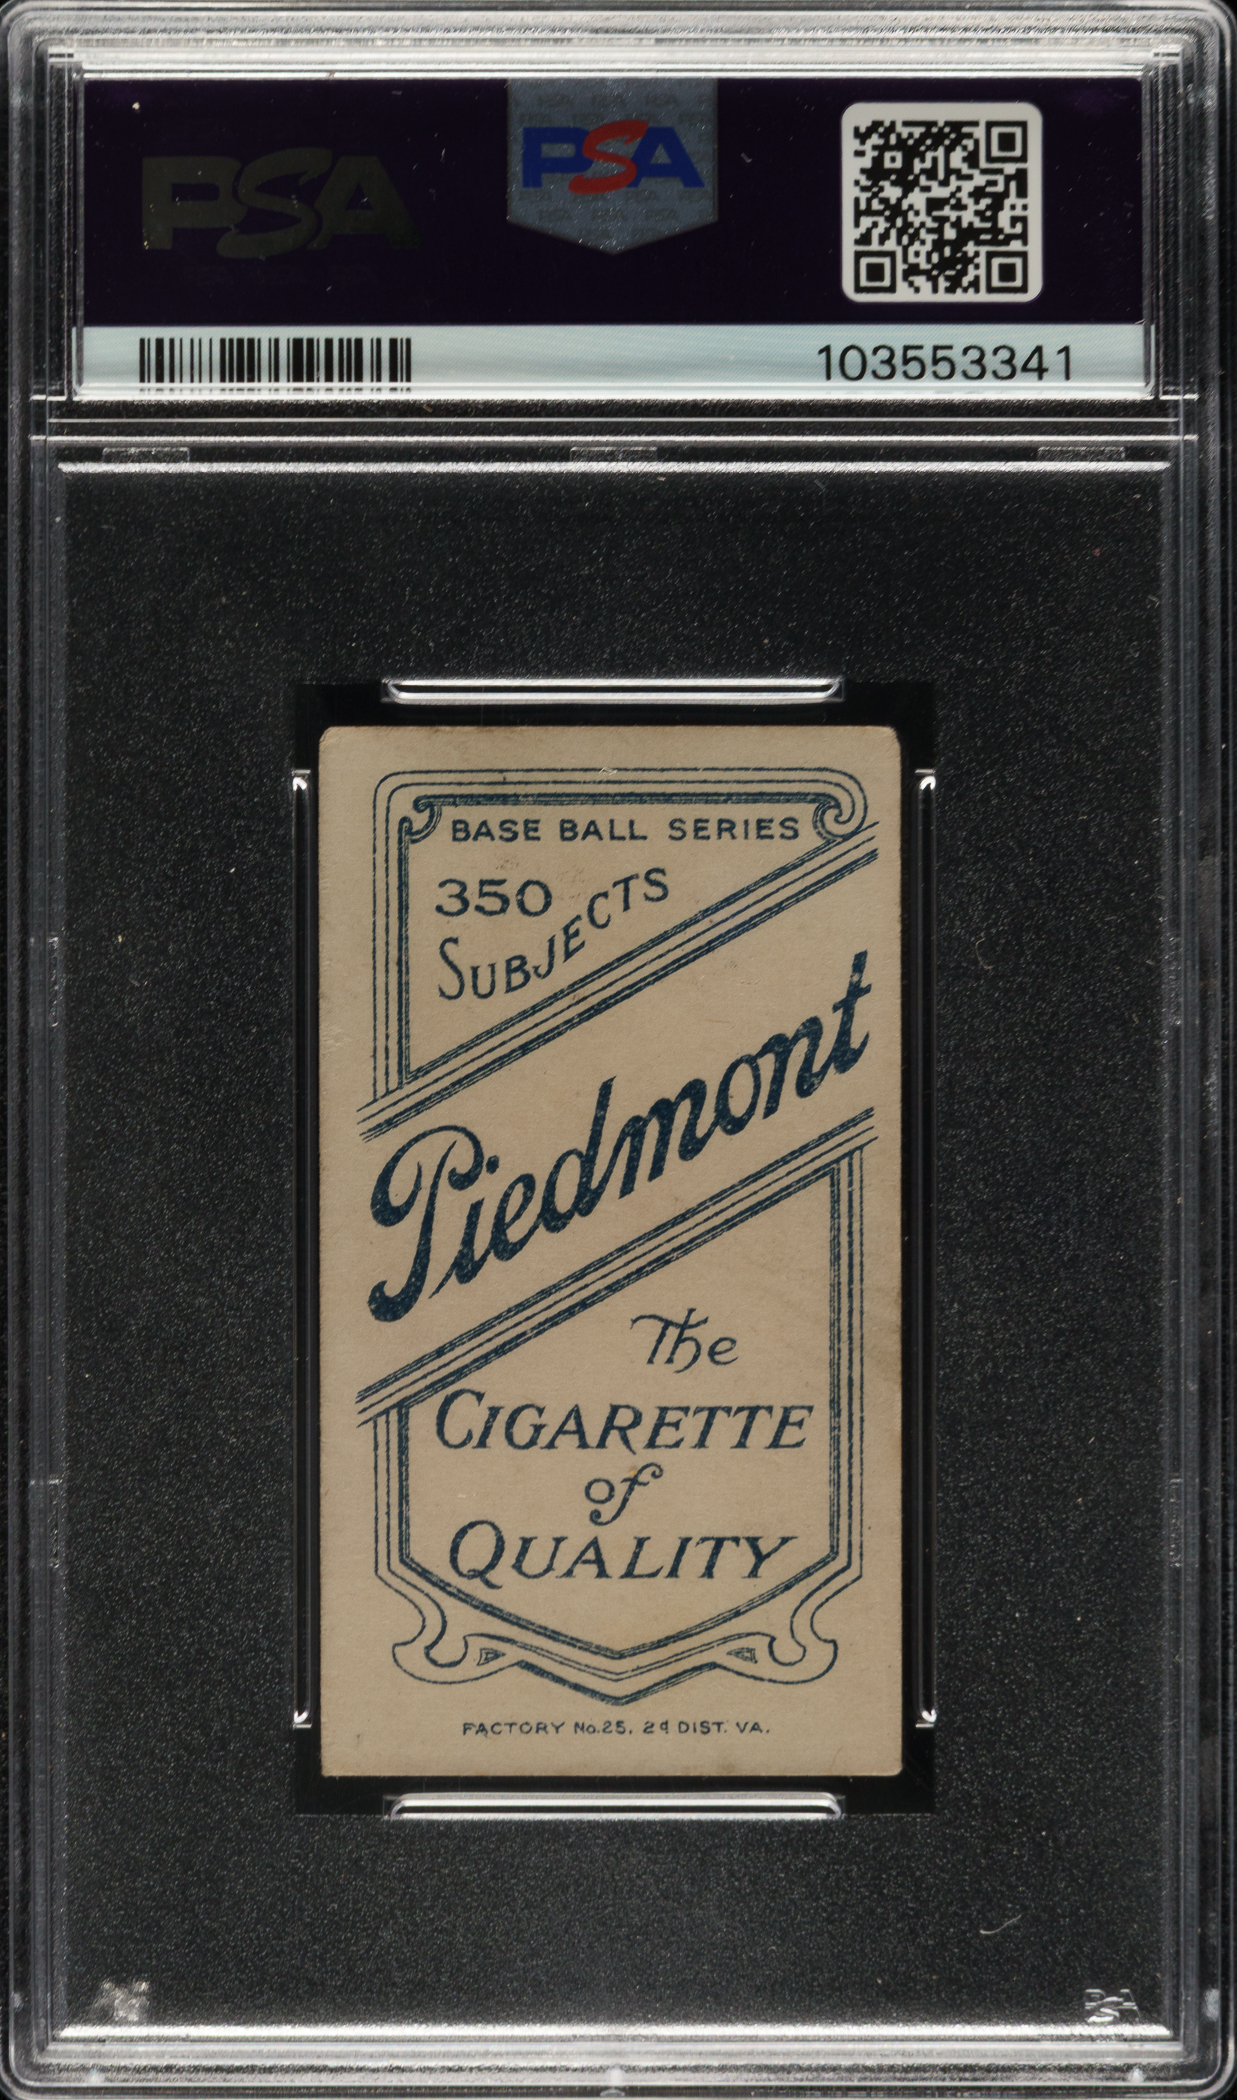 PSA
PSA
103553341
BASE BALL SERIES
350
SUBJECTS
Piedmont
The
CIGARETTE
of
QUALITY
FACTORY No. 25. 2d DIST. VA.
PSA